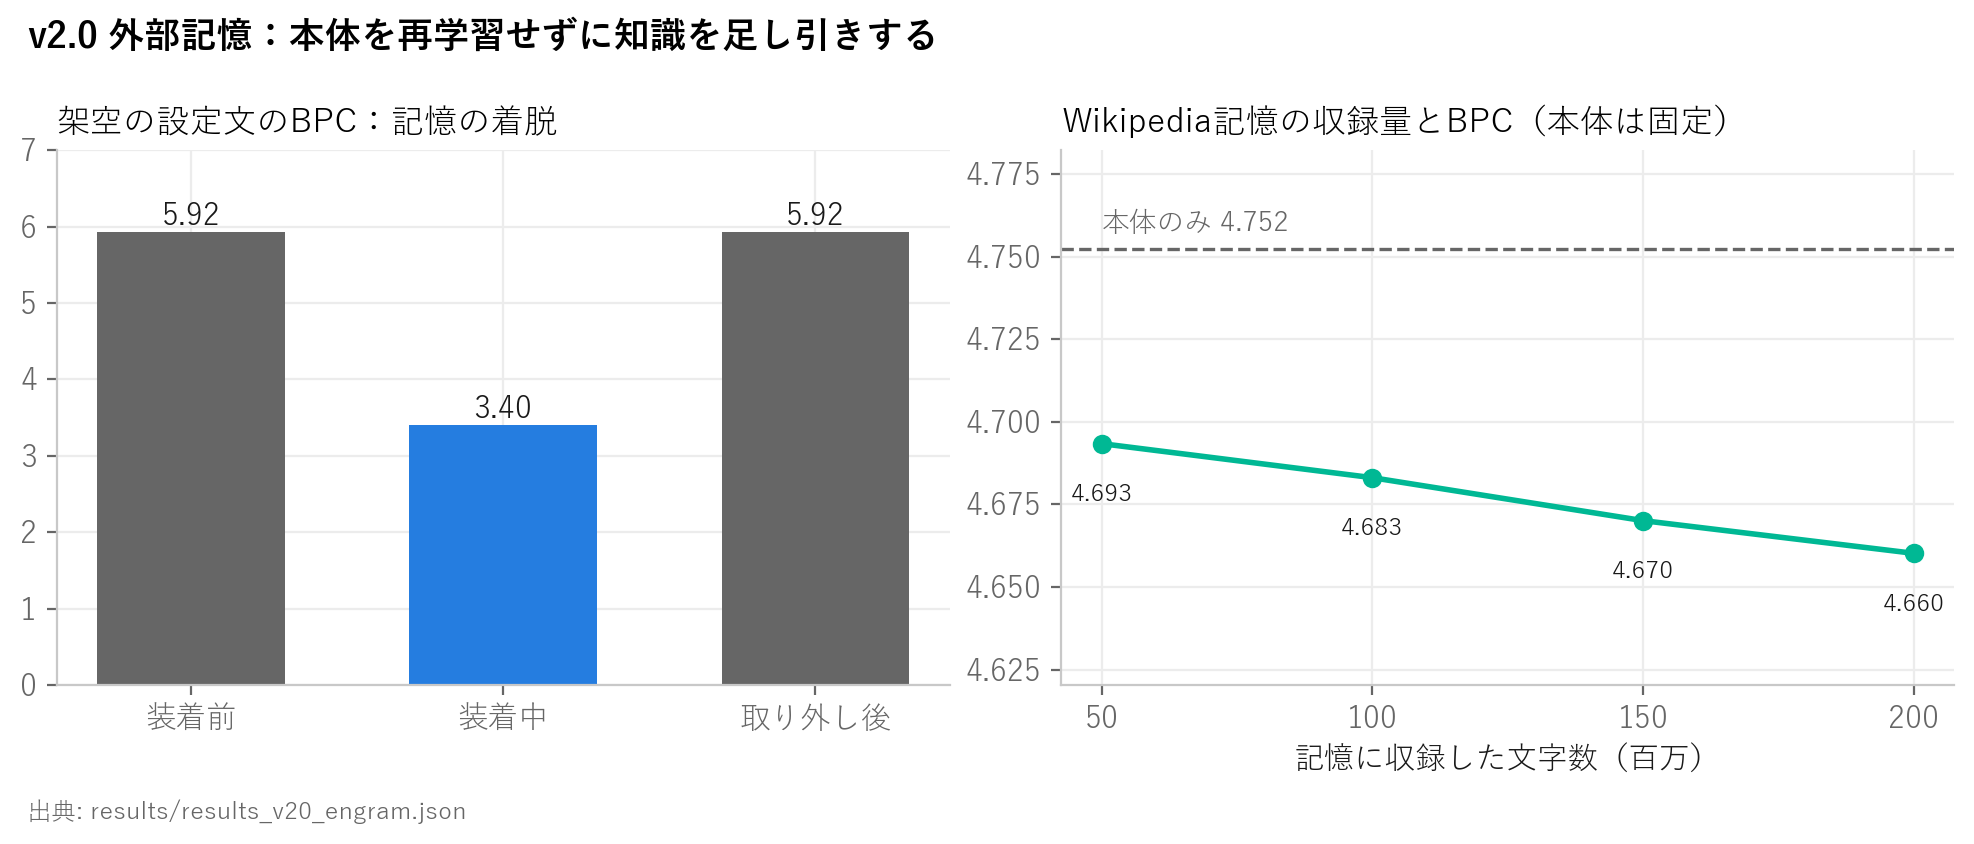 v2.0 外部記憶：本体を再学習せずに知識を足し引きする
架空の設定文のBPC：記憶の着脱
7
6
5
4
3
2
1
0
5.92
3.40
5.92
装着前
装着中
取り外し後
Wikipedia記憶の収録量とBPC（本体は固定）
4.775
4.750
4.725
4.700
4.675
4.650
4.625
本体のみ 4.752
4.693
4.683
4.670
4.660
50
100
150
200
記憶に収録した文字数（百万）
出典: results/results_v20_engram.json